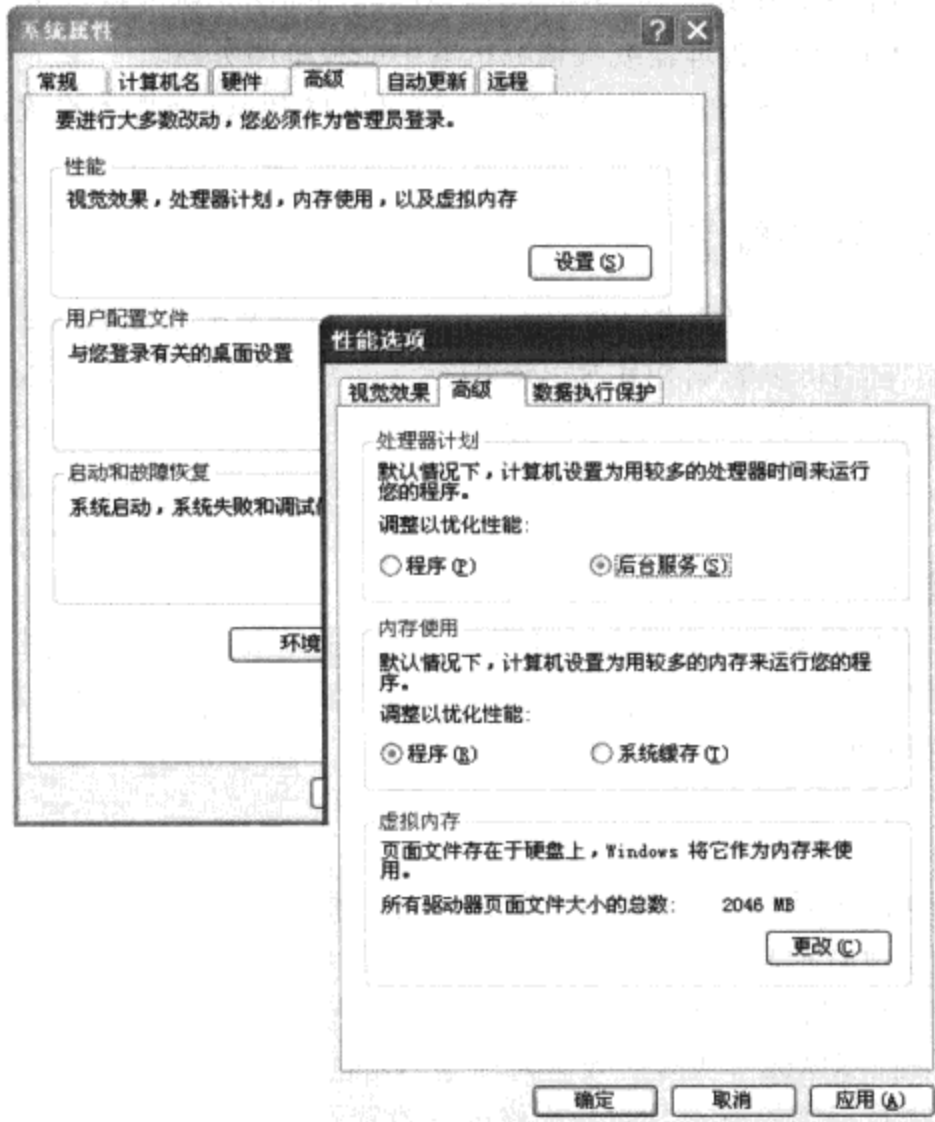 系统属性
常规 计算机名 硬件 高级 自动更新 远程
要进行大多数改动，您必须作为管理员登录。
性能
视觉效果，处理器计划，内存使用，以及虚拟内存
设置(S)
用户配置文件
与您登录有关的桌面设置
启动和故障恢复
系统启动，系统失败和调试
环境
性能选项
视觉效果 高级 数据执行保护
处理器计划
默认情况下，计算机设置为用较多的处理器时间来运行
您的程序。
调整以优化性能:
程序(P) 后台服务(S)
内存使用
默认情况下，计算机设置为用较多的内存来运行您的程
序。
调整以优化性能:
程序(R) 系统缓存(T)
虚拟内存
页面文件存在于硬盘上，Windows 将它作为内存来使
用。
所有驱动器页面文件大小的总数: 2046 MB
更改(C)
确定 取消 应用(A)